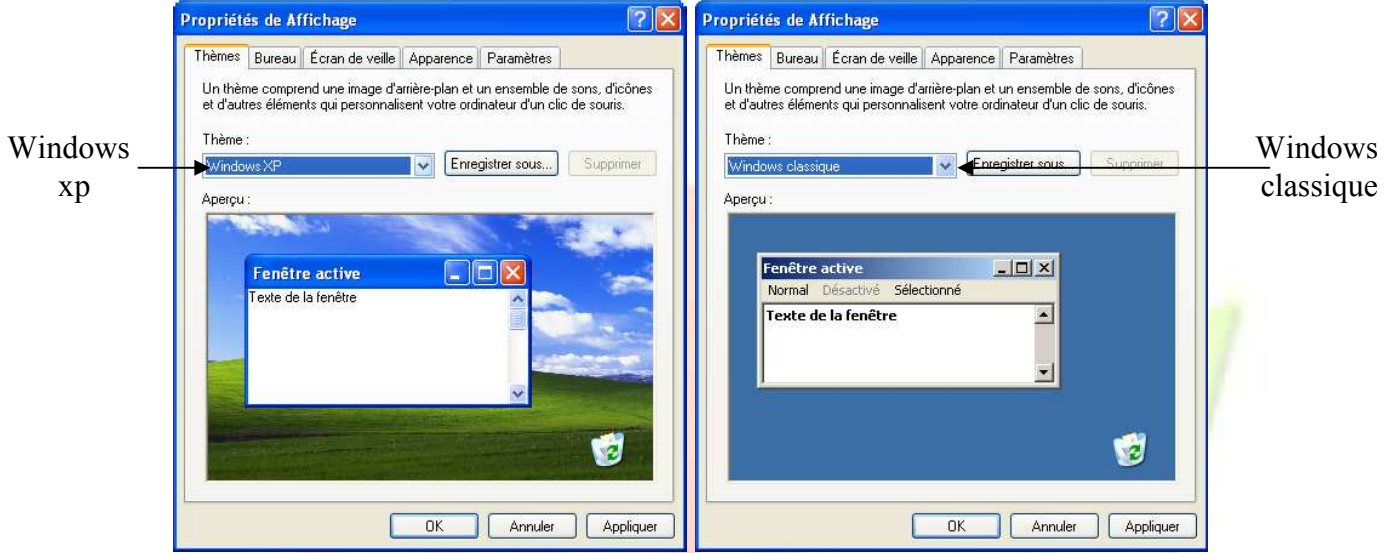 Propriétés de Affichage
Thèmes Bureau Écran de veille Apparence Paramètres
Un thème comprend une image d'arrière-plan et un ensemble de sons, d'icônes
et d'autres éléments qui personnalisent votre ordinateur d'un clic de souris.
Thème :
Windows XP Enregistrer sous... Supprimer
Aperçu :
Fenêtre active
Texte de la fenêtre
OK Annuler Appliquer
Windows
xp
Propriétés de Affichage
Thèmes Bureau Écran de veille Apparence Paramètres
Un thème comprend une image d'arrière-plan et un ensemble de sons, d'icônes
et d'autres éléments qui personnalisent votre ordinateur d'un clic de souris.
Thème :
Windows classique Enregistrer sous... Supprimer
Aperçu :
Fenêtre active
Normal Désactivé Sélectionné
Texte de la fenêtre
OK Annuler Appliquer
Windows
classique